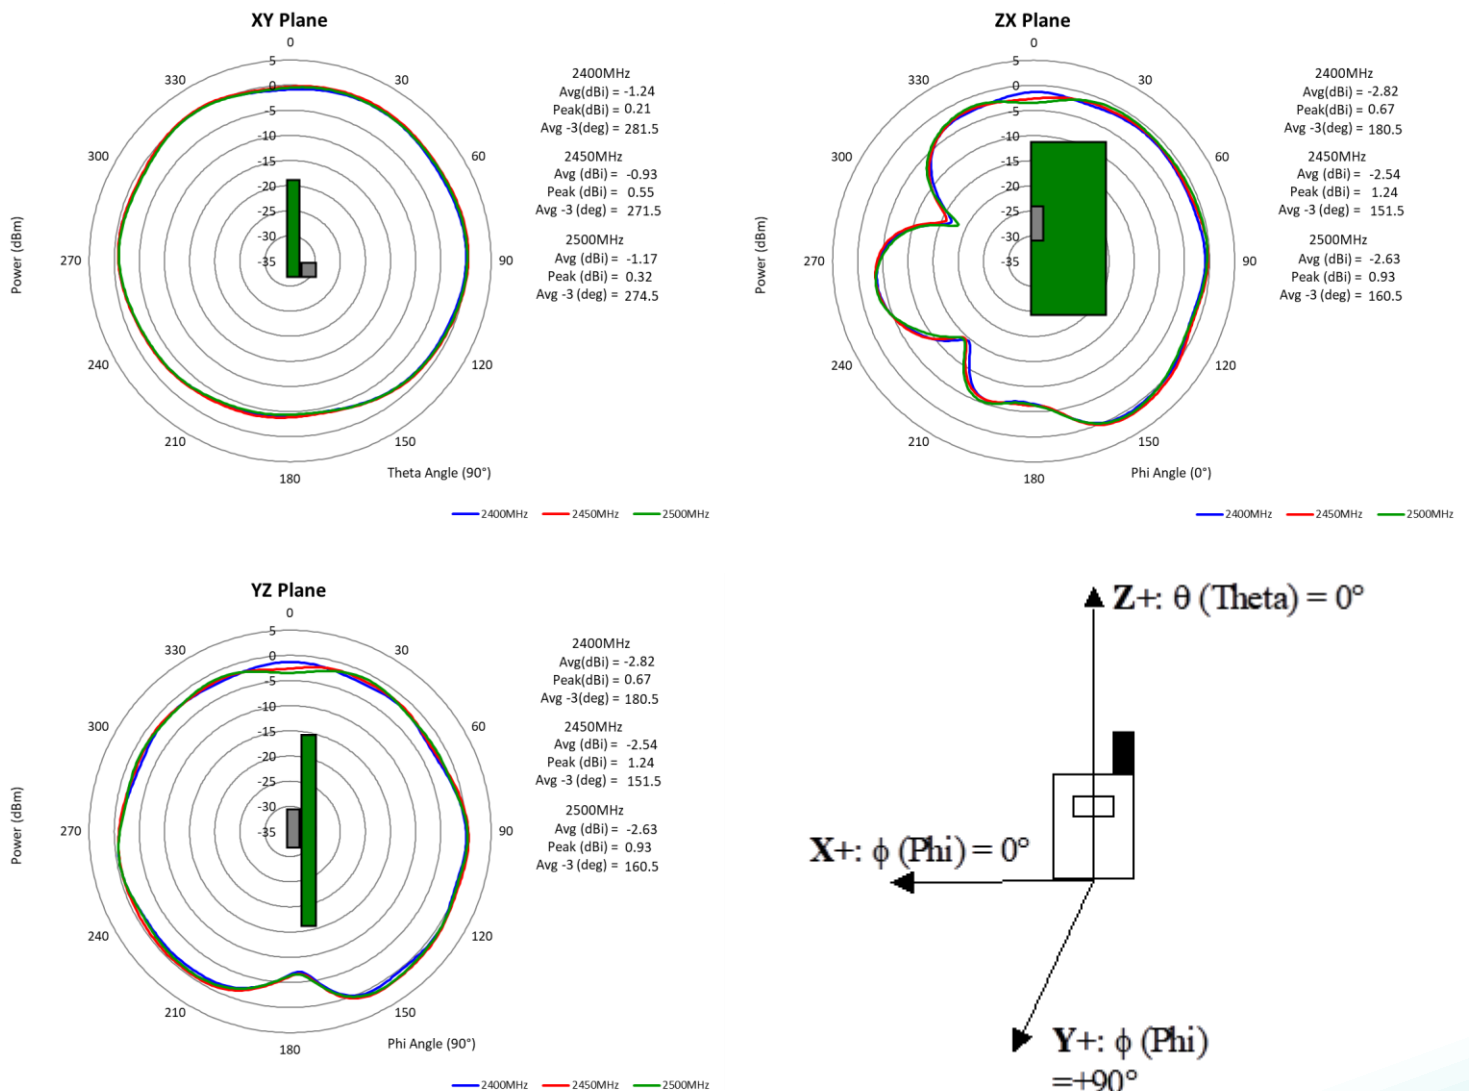 XY Plane
0
330
30
300
60
270
90
240
120
210
150
180
5
0
-5
-10
-15
-20
-25
-30
-35
Power (dBm)
Theta Angle (90°)
2400MHz
Avg(dBi) = -1.24
Peak(dBi) = 0.21
Avg -3(deg) = 281.5
2450MHz
Avg (dBi) = -0.93
Peak (dBi) = 0.55
Avg -3 (deg) = 271.5
2500MHz
Avg (dBi) = -1.17
Peak (dBi) = 0.32
Avg -3 (deg) = 274.5
2400MHz 2450MHz 2500MHz
ZX Plane
0
330
30
300
60
270
90
240
120
210
150
180
5
0
-5
-10
-15
-20
-25
-30
-35
Power (dBm)
Phi Angle (0°)
2400MHz
Avg(dBi) = -2.82
Peak(dBi) = 0.67
Avg -3(deg) = 180.5
2450MHz
Avg (dBi) = -2.54
Peak (dBi) = 1.24
Avg -3 (deg) = 151.5
2500MHz
Avg (dBi) = -2.63
Peak (dBi) = 0.93
Avg -3 (deg) = 160.5
2400MHz 2450MHz 2500MHz
YZ Plane
0
330
30
300
60
270
90
240
120
210
150
180
5
0
-5
-10
-15
-20
-25
-30
-35
Power (dBm)
Phi Angle (90°)
2400MHz
Avg(dBi) = -2.82
Peak(dBi) = 0.67
Avg -3(deg) = 180.5
2450MHz
Avg (dBi) = -2.54
Peak (dBi) = 1.24
Avg -3 (deg) = 151.5
2500MHz
Avg (dBi) = -2.63
Peak (dBi) = 0.93
Avg -3 (deg) = 160.5
2400MHz 2450MHz 2500MHz
Z+: θ (Theta) = 0°
X+: ϕ (Phi) = 0°
Y+: ϕ (Phi)
=+90°